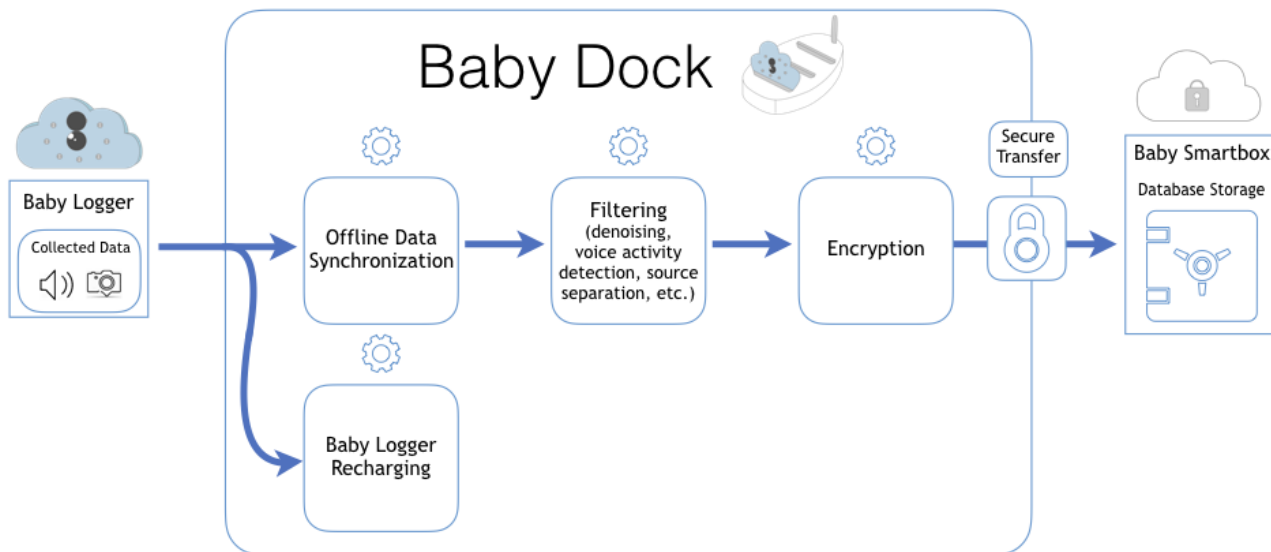 Baby Dock
Baby Logger
Collected Data
Offline Data
Synchronization
Filtering
(denoising,
voice activity
detection, source
separation, etc.)
Encryption
Secure
Transfer
Baby Smartbox
Database Storage
Baby Logger
Recharging